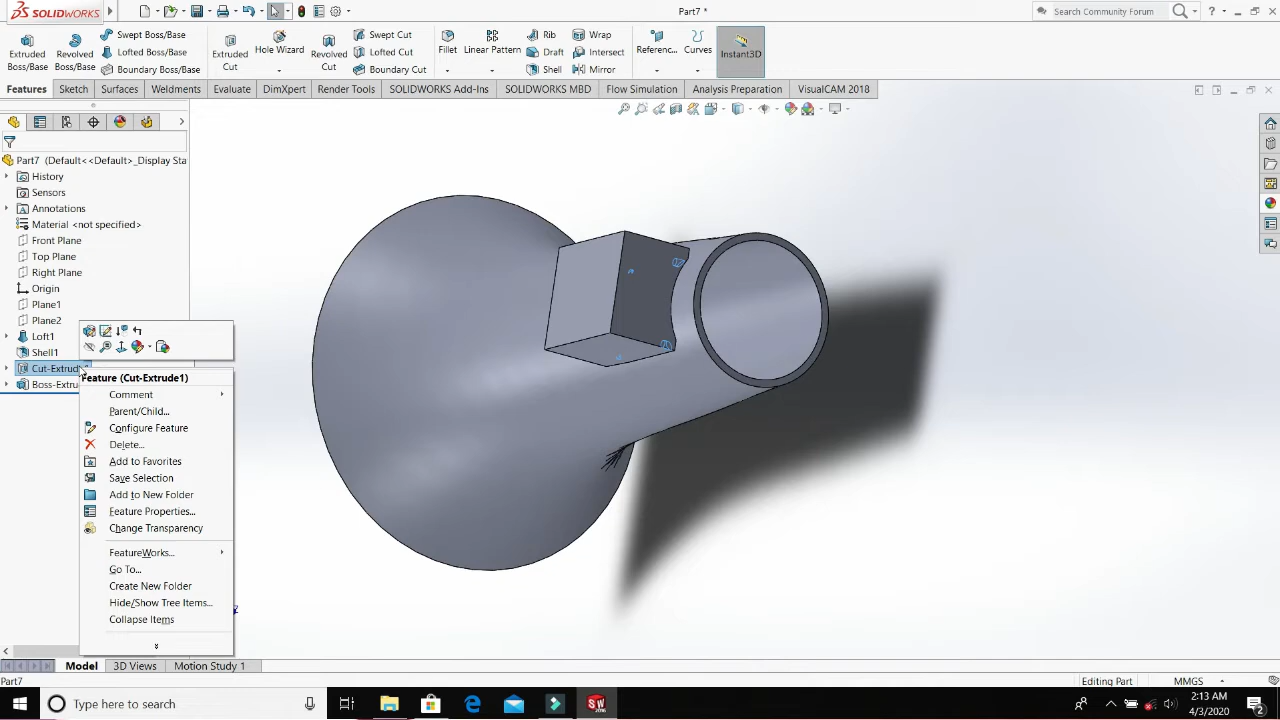 SOLIDWORKS
Part7 *
Search Community Forum
Extruded Boss/Base
Revolved Boss/Base
Swept Boss/Base
Lofted Boss/Base
Boundary Boss/Base
Extruded Cut
Hole Wizard
Revolved Cut
Swept Cut
Lofted Cut
Boundary Cut
Fillet
Linear Pattern
Rib
Draft
Shell
Wrap
Intersect
Mirror
Referenc...
Curves
Instant3D
Features
Sketch
Surfaces
Weldments
Evaluate
DimXpert
Render Tools
SOLIDWORKS Add-Ins
SOLIDWORKS MBD
Flow Simulation
Analysis Preparation
VisualCAM 2018
Part7 (Default<<Default>_Display Sta
History
Sensors
Annotations
Material <not specified>
Front Plane
Top Plane
Right Plane
Origin
Plane1
Plane2
Loft1
Shell1
Cut-Extrud
Boss-Extru
Feature (Cut-Extrude1)
Comment
Parent/Child...
Configure Feature
Delete...
Add to Favorites
Save Selection
Add to New Folder
Feature Properties...
Change Transparency
FeatureWorks...
Go To...
Create New Folder
Hide/Show Tree Items...
Collapse Items
Model
3D Views
Motion Study 1
Part7
Editing Part
MMGS
Type here to search
2:13 AM
4/3/2020
2